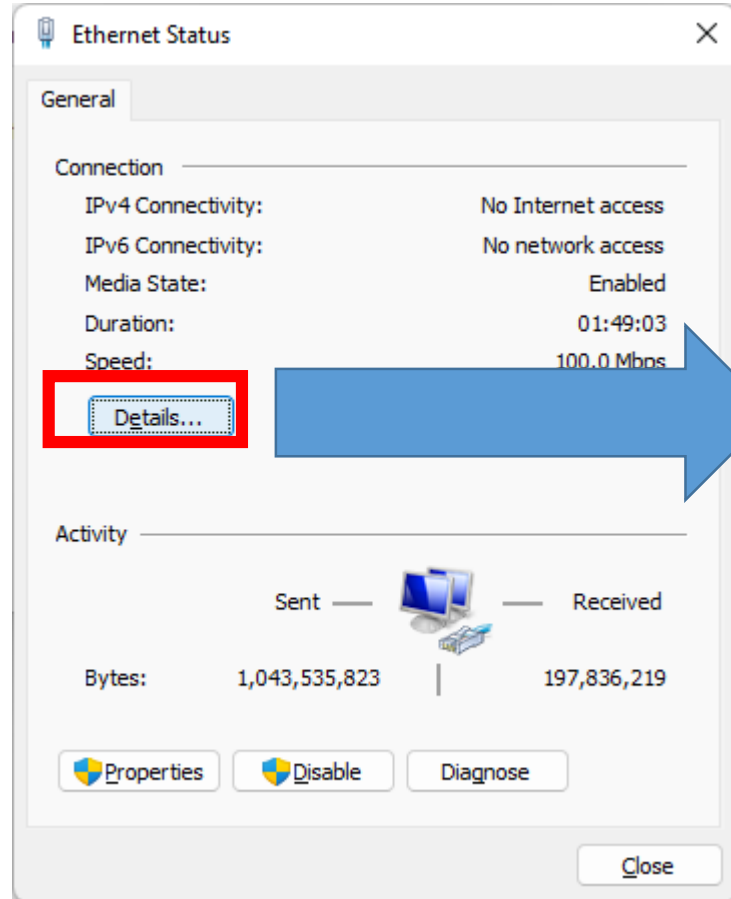 Ethernet Status
General
Connection
IPv4 Connectivity: No Internet access
IPv6 Connectivity: No network access
Media State: Enabled
Duration: 01:49:03
Speed: 100.0 Mbps
Details...
Activity
Sent Received
Bytes: 1,043,535,823 197,836,219
Properties Disable Diagnose
Close